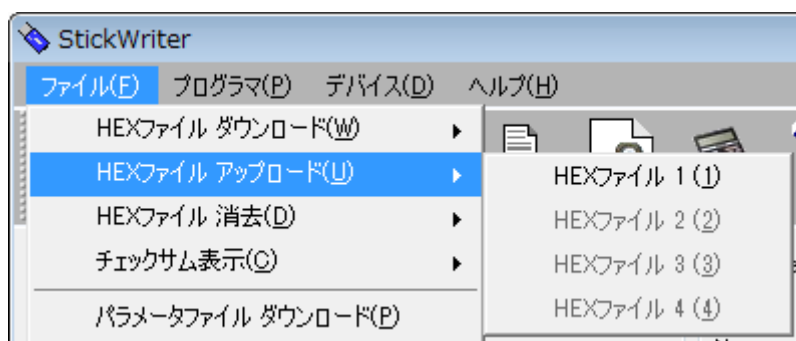 StickWriter
ファイル(F) プログラマ(P) デバイス(D) ヘルプ(H)
HEXファイル ダウンロード(W)
HEXファイル アップロード(U)
HEXファイル 1 (1)
HEXファイル 消去(D)
HEXファイル 2 (2)
チェックサム表示(C)
HEXファイル 3 (3)
HEXファイル 4 (4)
パラメータファイル ダウンロード(P)